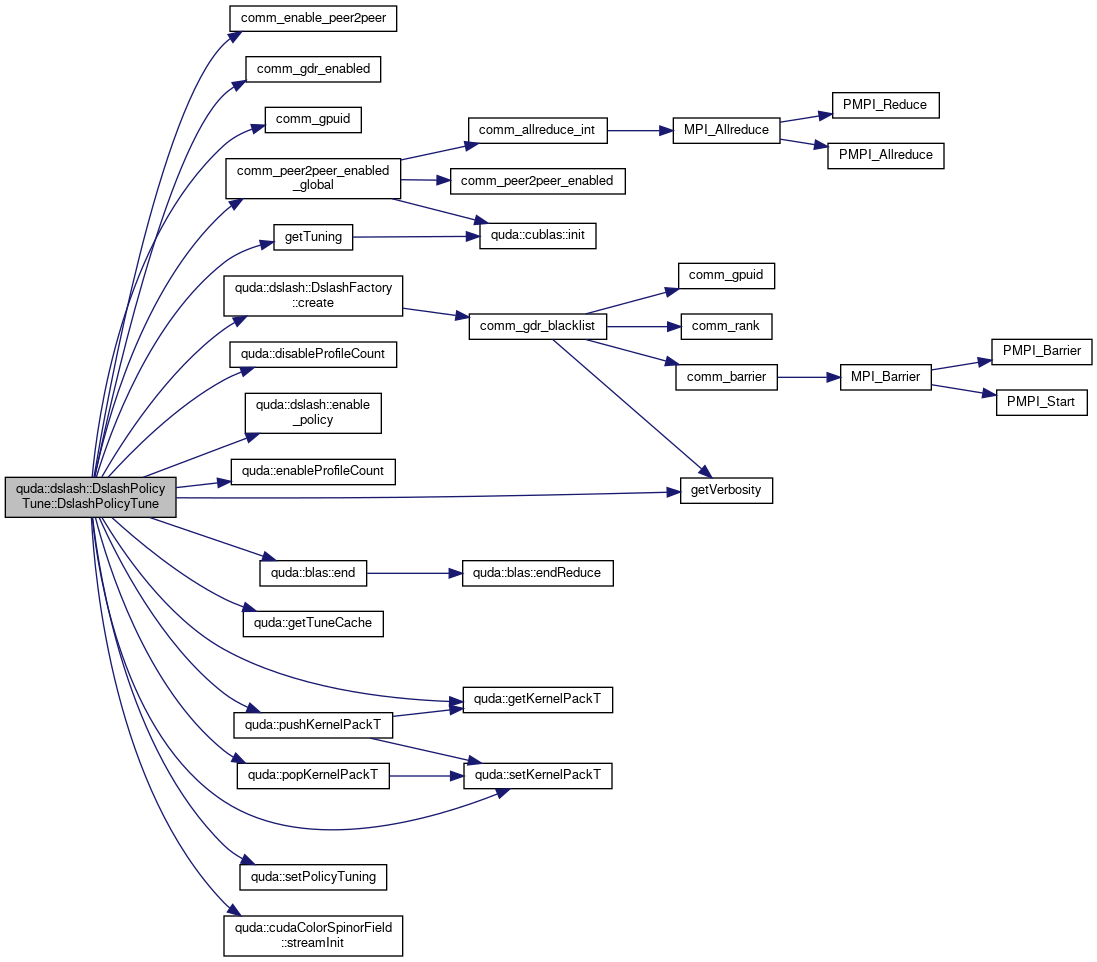 comm_enable_peer2peer
comm_gdr_enabled
comm_gpuid
comm_peer2peer_enabled
_global
comm_allreduce_int
MPI_Allreduce
PMPI_Reduce
PMPI_Allreduce
comm_peer2peer_enabled
getTuning
quda::cublas::init
quda::dslash::DslashFactory
::create
comm_gdr_blacklist
comm_gpuid
comm_rank
comm_barrier
MPI_Barrier
PMPI_Barrier
PMPI_Start
quda::disableProfileCount
quda::dslash::enable
_policy
quda::enableProfileCount
getVerbosity
quda::dslash::DslashPolicy
Tune::DslashPolicyTune
quda::blas::end
quda::blas::endReduce
quda::getTuneCache
quda::getKernelPackT
quda::pushKernelPackT
quda::popKernelPackT
quda::setKernelPackT
quda::setPolicyTuning
quda::cudaColorSpinorField
::streamInit